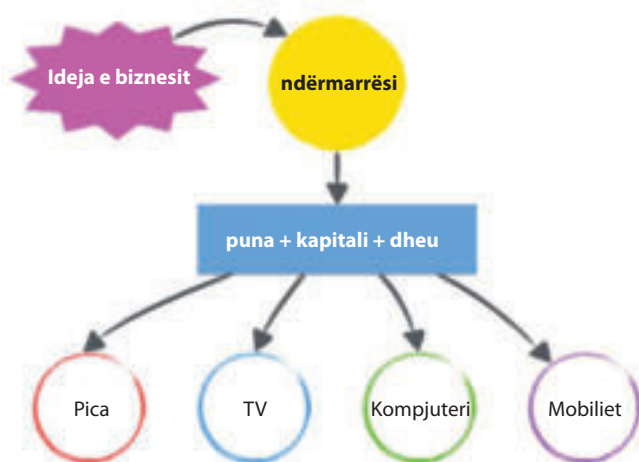 Ideja e biznesit
ndërmarrësi
puna + kapitali + dheu
Pica
TV
Kompjuteri
Mobiliet